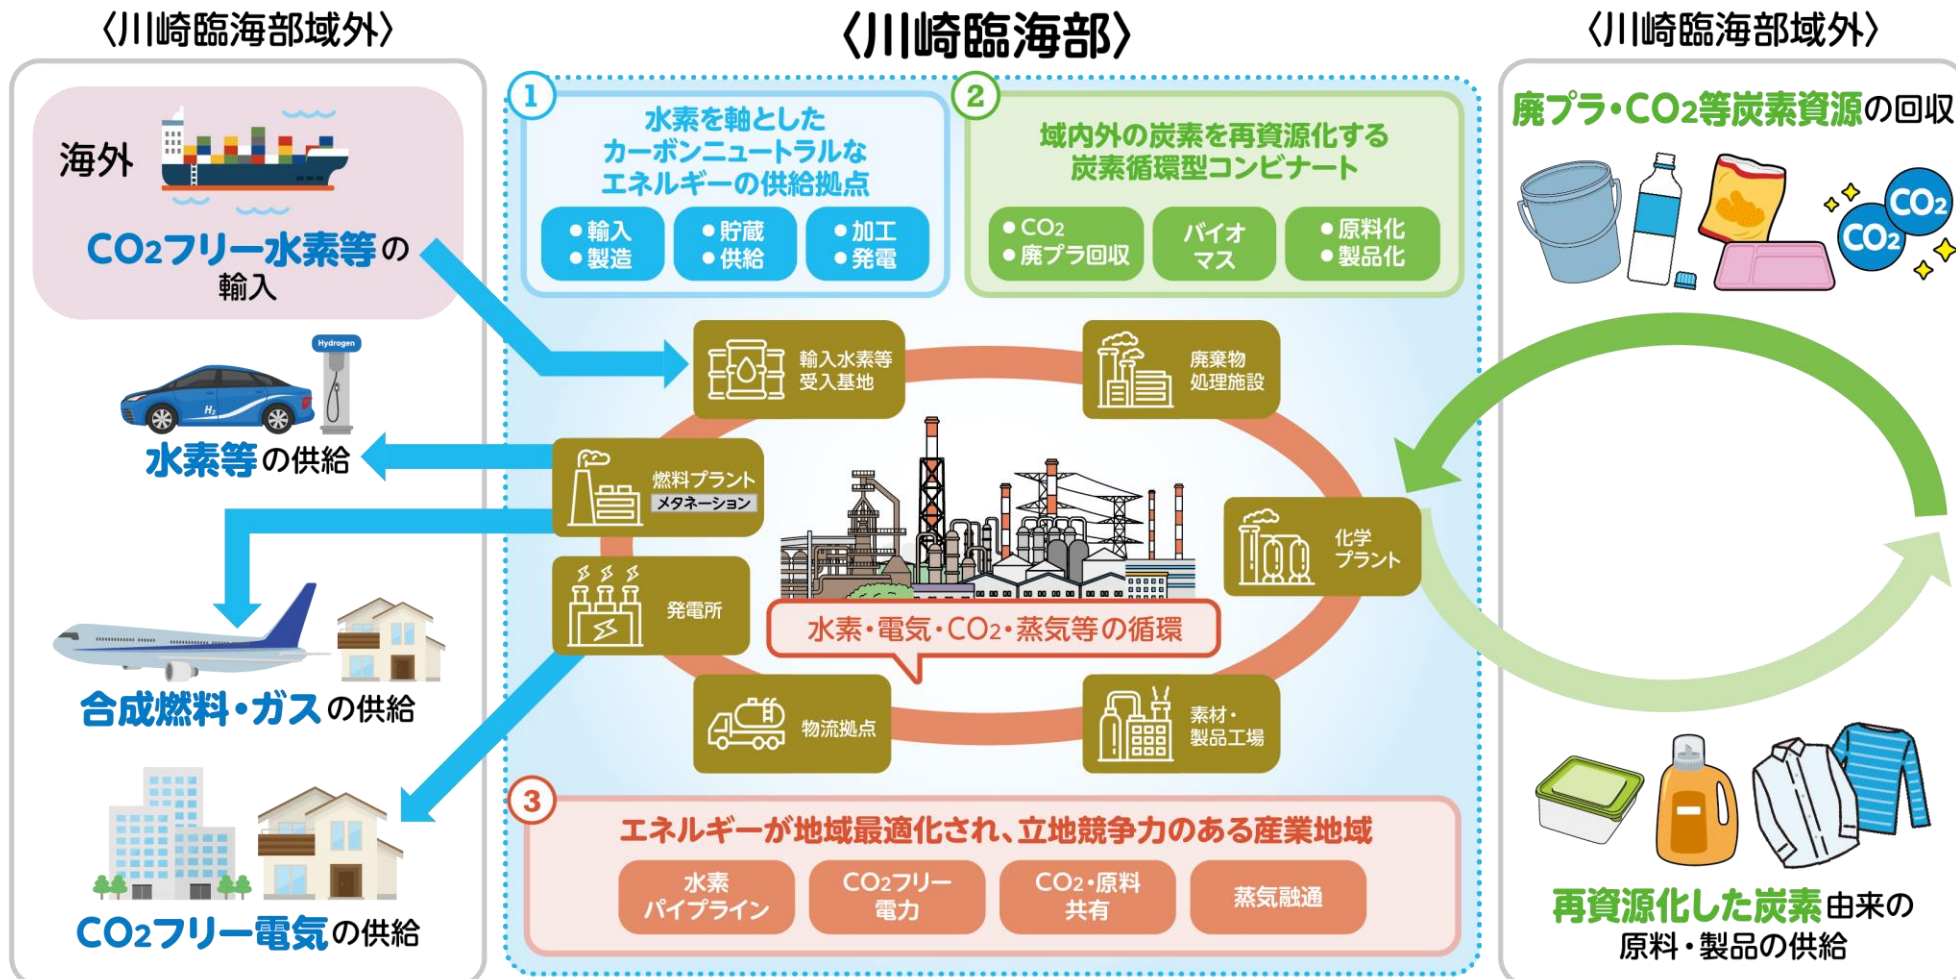 〈川崎臨海部域外〉
海外
CO2フリー水素等の
輸入
Hydrogen
H2
水素等の供給
合成燃料・ガスの供給
CO2フリー電気の供給
〈川崎臨海部〉
1
水素を軸とした
カーボンニュートラルな
エネルギーの供給拠点
●輸入
●製造
●貯蔵
●供給
●加工
●発電
2
域内外の炭素を再資源化する
炭素循環型コンビナート
●CO2
●廃プラ回収
バイオ
マス
●原料化
●製品化
輸入水素等
受入基地
廃棄物
処理施設
燃料プラント
メタネーション
化学
プラント
発電所
水素・電気・CO2・蒸気等の循環
物流拠点
素材・
製品工場
3
エネルギーが地域最適化され、立地競争力のある産業地域
水素
パイプライン
CO2フリー
電力
CO2・原料
共有
蒸気融通
〈川崎臨海部域外〉
廃プラ・CO2等炭素資源の回収
CO2
CO2
再資源化した炭素由来の
原料・製品の供給